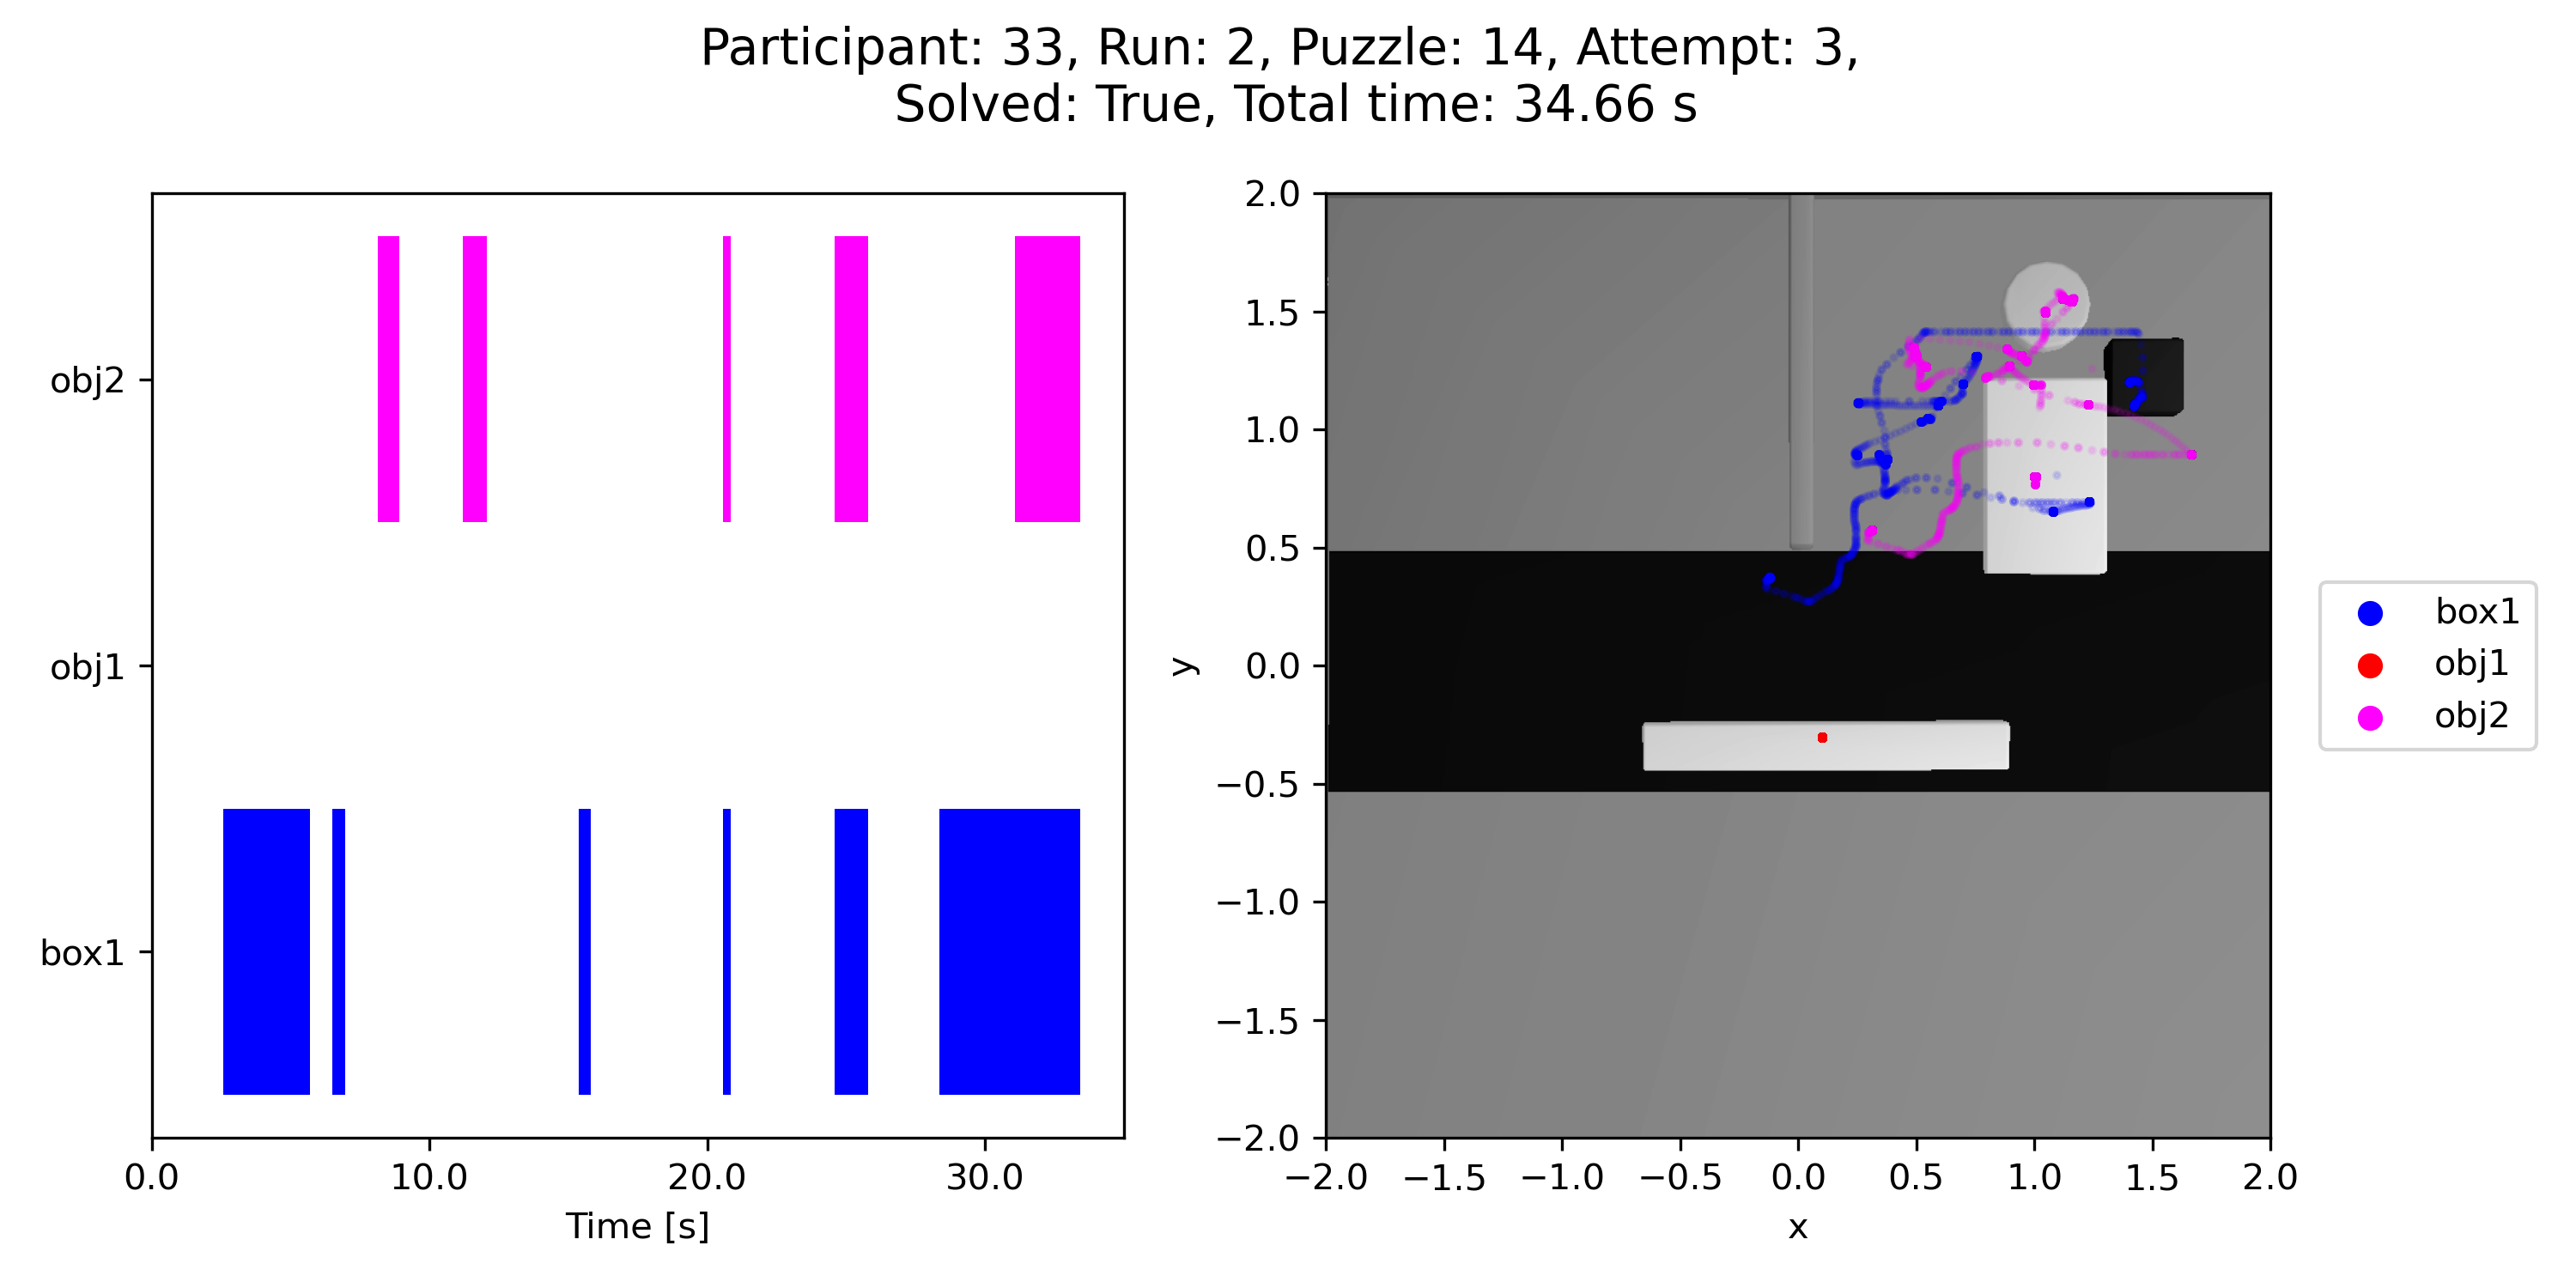 Participant: 33, Run: 2, Puzzle: 14, Attempt: 3,
Solved: True, Total time: 34.66 s
obj2
obj1
box1
0.0 10.0 20.0 30.0
Time [s]
2.0
1.5
1.0
0.5
0.0
−0.5
−1.0
−1.5
−2.0
y
−2.0 −1.5 −1.0 −0.5 0.0 0.5 1.0 1.5 2.0
x
box1
obj1
obj2